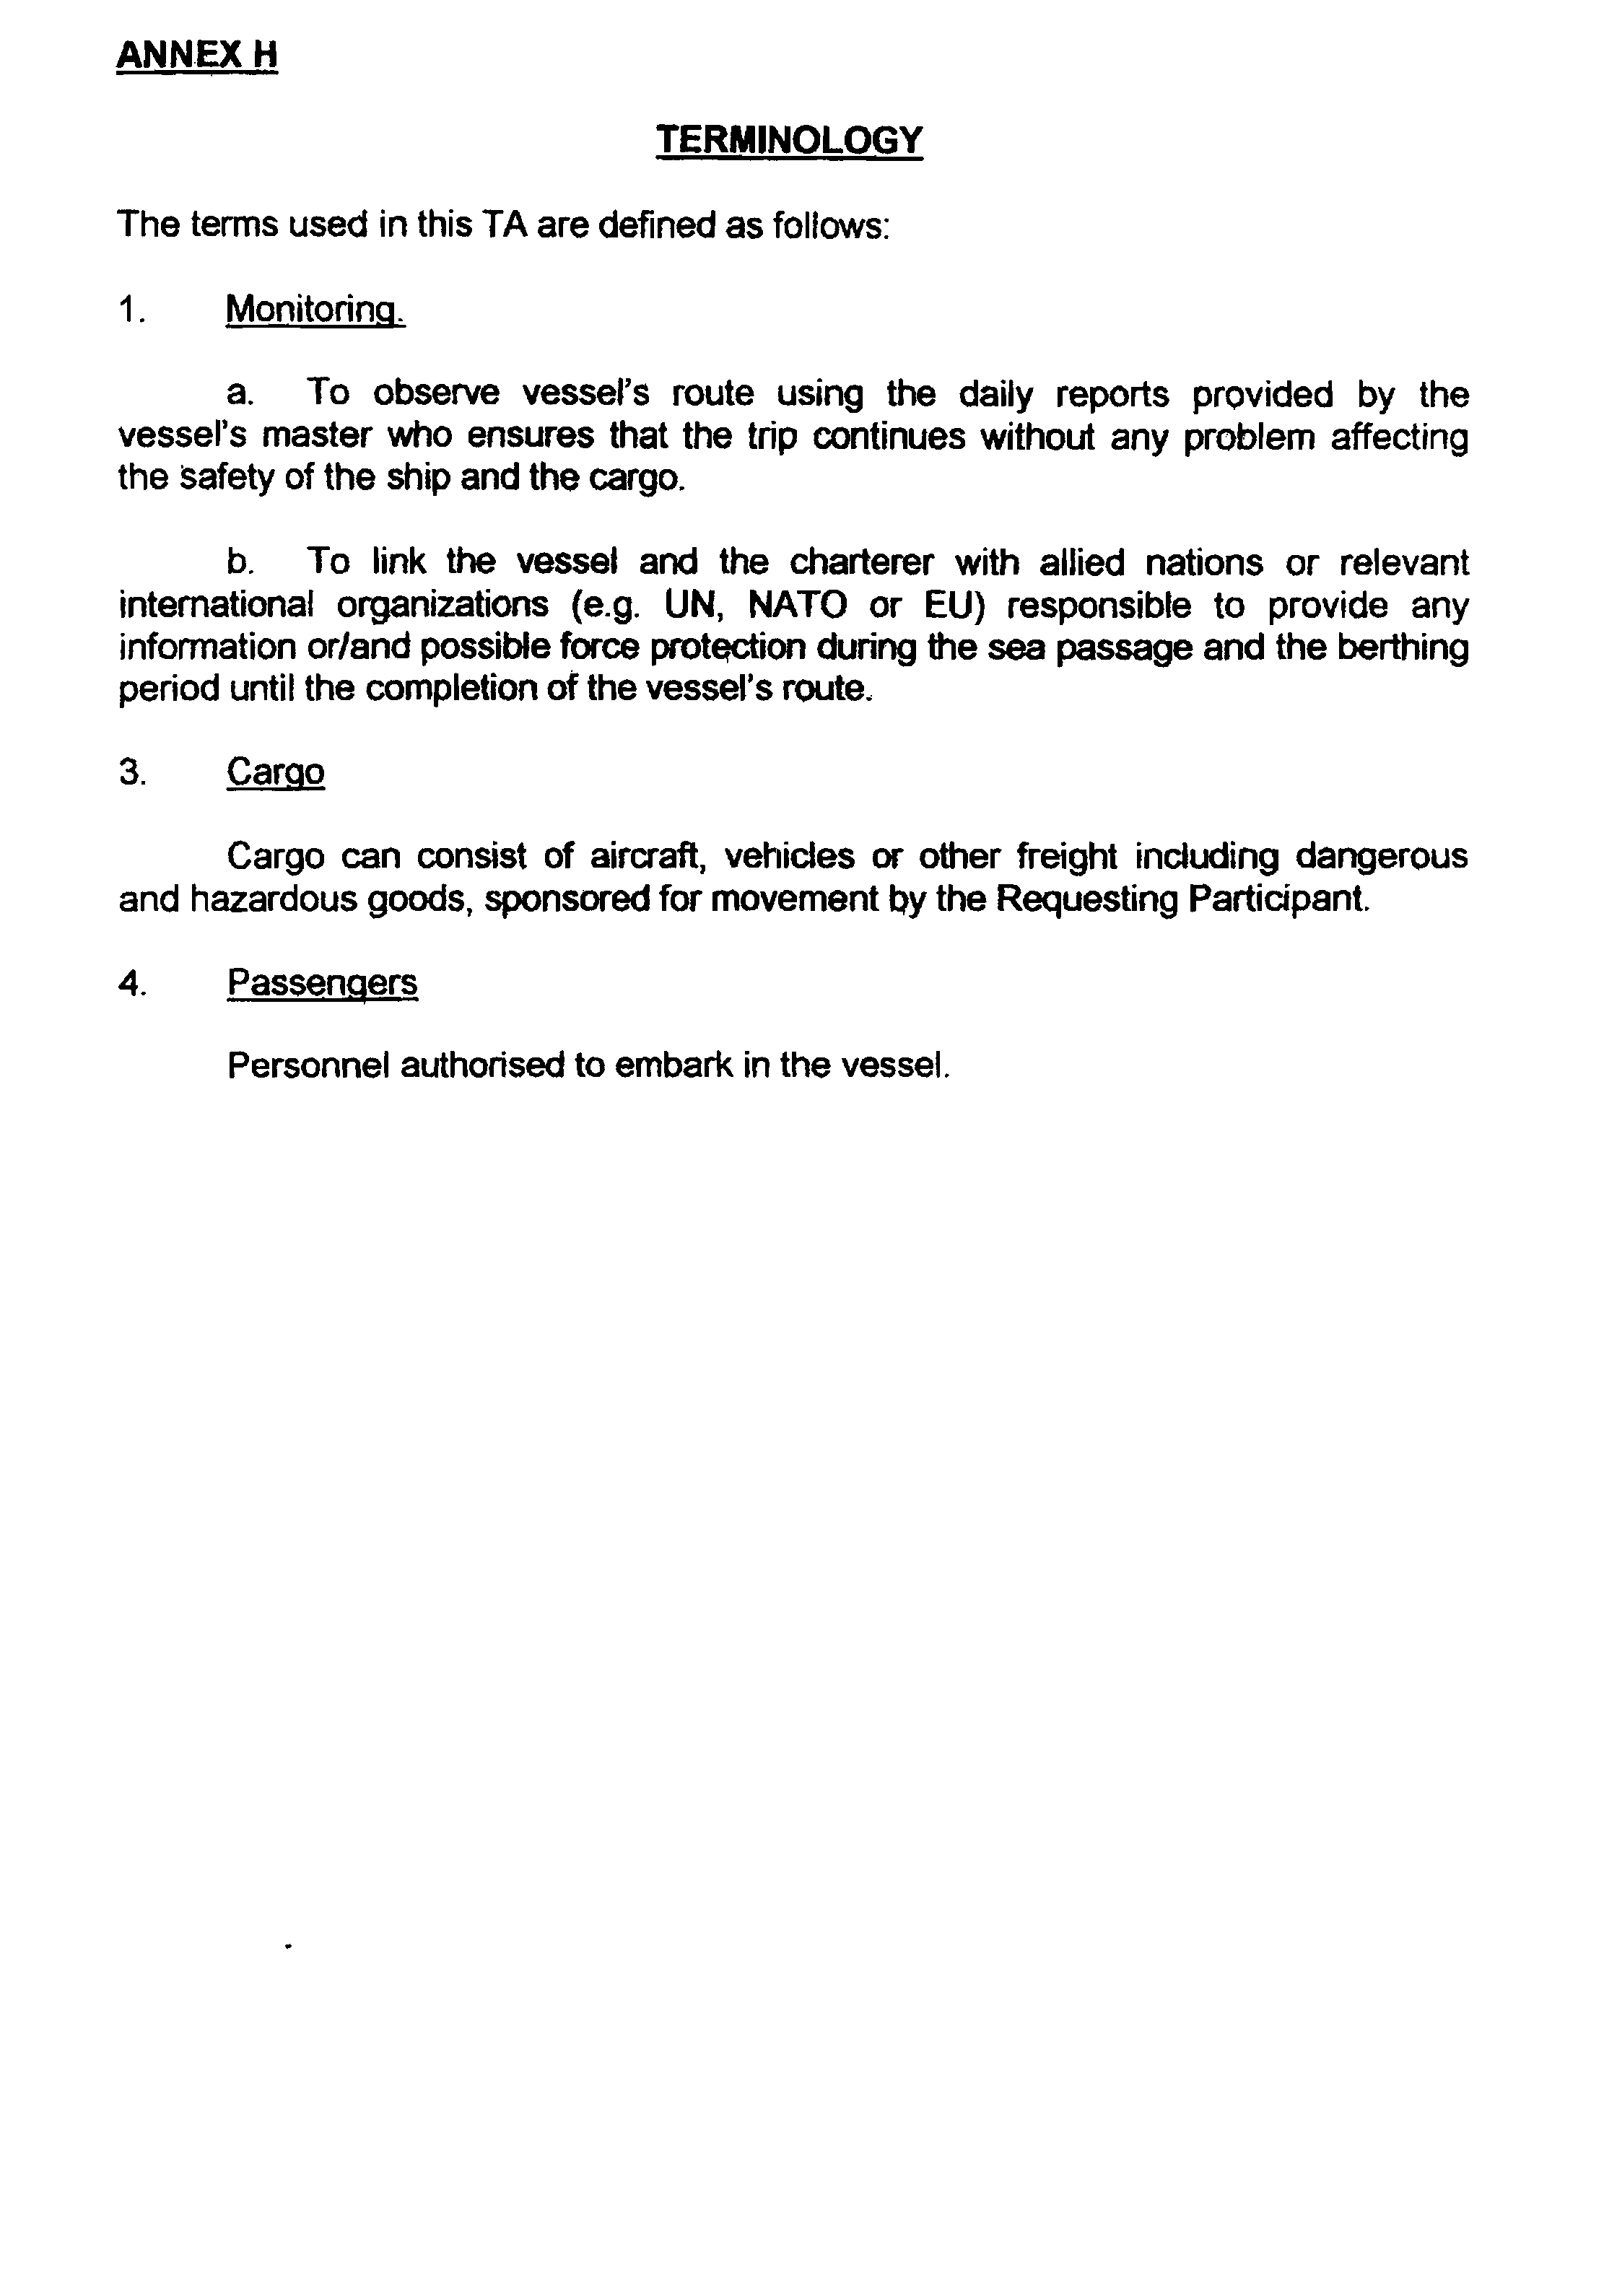 ANNEX H
TERMINOLOGY
The terms used in this TA are defined as follows:
1. Monitoring.
a. To observe vessel's route using the daily reports provided by the
vessel's master who ensures that the trip continues without any problem affecting
the safety of the ship and the cargo.
b. To link the vessel and the charterer with allied nations or relevant
international organizations (e.g. UN, NATO or EU) responsible to provide any
information or/and possible force protection during the sea passage and the berthing
period until the completion of the vessel's route.
3. Cargo
Cargo can consist of aircraft, vehicles or other freight including dangerous
and hazardous goods, sponsored for movement by the Requesting Participant.
4. Passengers
Personnel authorised to embark in the vessel.